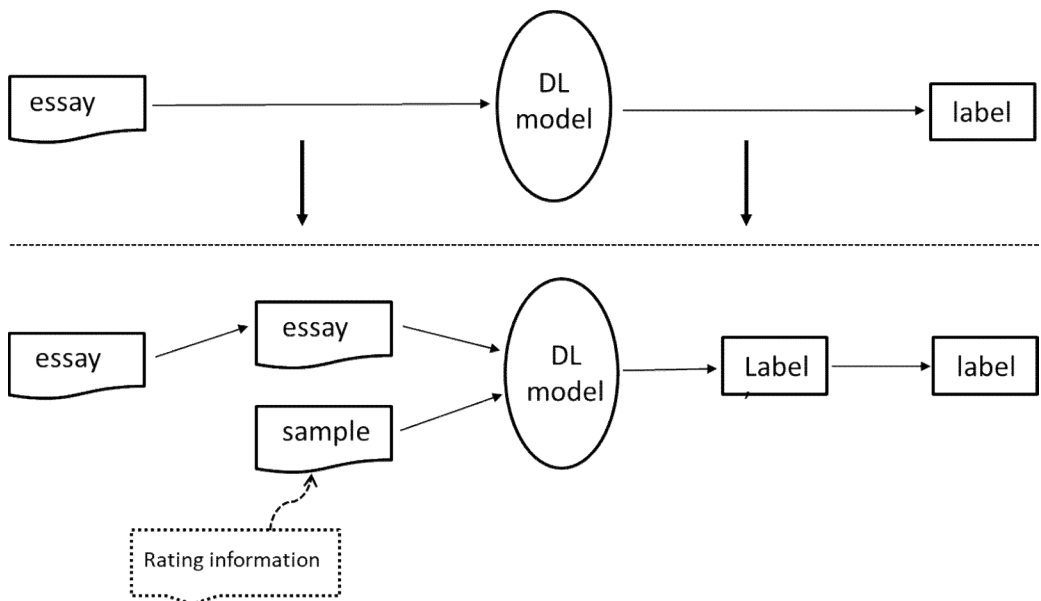 essay
DL
model
label
essay
essay
sample
DL
model
Label
,
label
Rating information